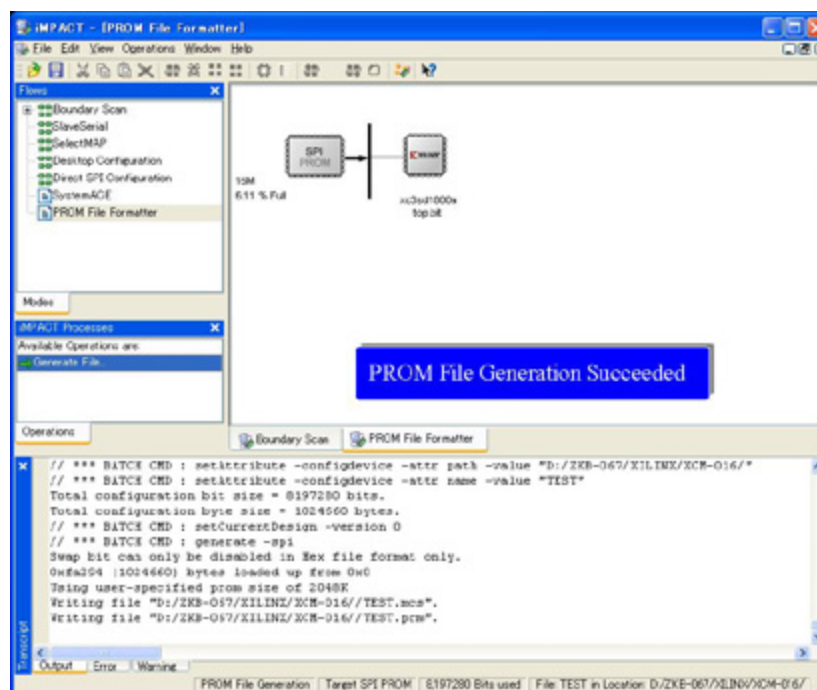 iMPACT - [PROM File Formatter]
File Edit View Operations Window Help
Flows
Boundary Scan
SlaveSerial
SelectMAP
Desktop Configuration
Direct SPI Configuration
SystemACE
PROM File Formatter
Modes
iMPACT Processes
Available Operations are:
Generate File...
Operations
SPI
PROM
16M
6.11 % Full
XILINX
xc3sd1800a
top.bit
PROM File Generation Succeeded
Boundary Scan PROM File Formatter
// *** BATCH CMD : setAttribute -configdevice -attr path -value "D:/ZKB-067/XILINX/XCM-016/"
// *** BATCH CMD : setAttribute -configdevice -attr name -value "TEST"
Total configuration bit size = 8197280 bits.
Total configuration byte size = 1024660 bytes.
// *** BATCH CMD : setCurrentDesign -version 0
// *** BATCH CMD : generate -spi
Swap bit can only be disabled in Hex file format only.
0xfa294 (1024660) bytes loaded up from 0x0
Using user-specified prom size of 2048K
Writing file "D:/ZKB-067/XILINX/XCM-016//TEST.mcs".
Writing file "D:/ZKB-067/XILINX/XCM-016//TEST.prm".
Transcript
Output Error Warning
PROM File Generation Target SPI PROM 8,197,280 Bits used File: TEST in Location: D:/ZKB-067/XILINX/XCM-016/